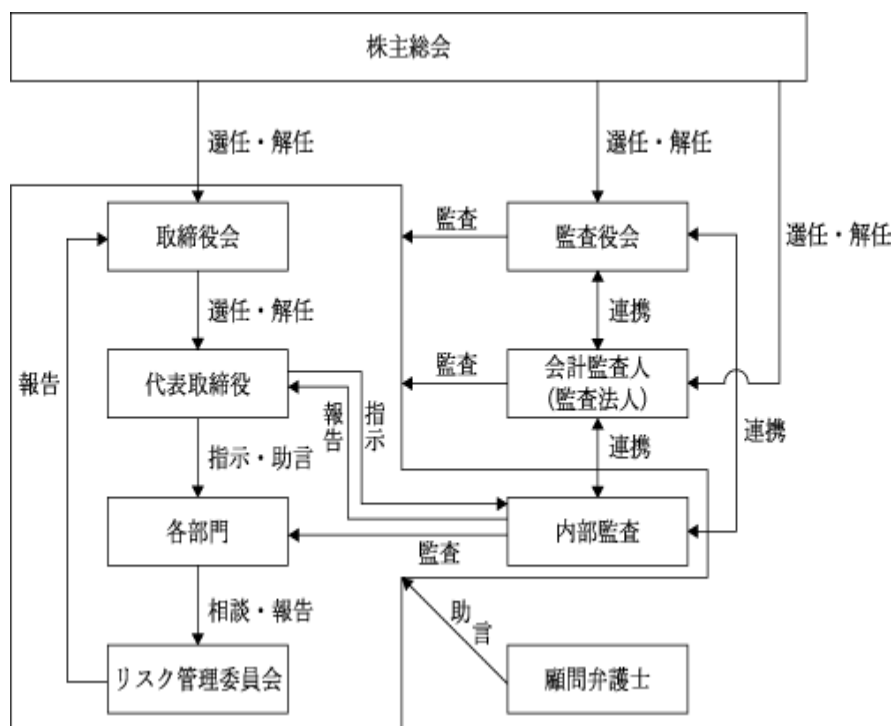 株主総会
選任・解任
選任・解任
選任・解任
取締役会
監査
監査役会
選任・解任
連携
報告
代表取締役
報告
指示
監査
会計監査人
(監査法人)
連携
指示・助言
連携
各部門
監査
内部監査
相談・報告
助言
リスク管理委員会
顧問弁護士